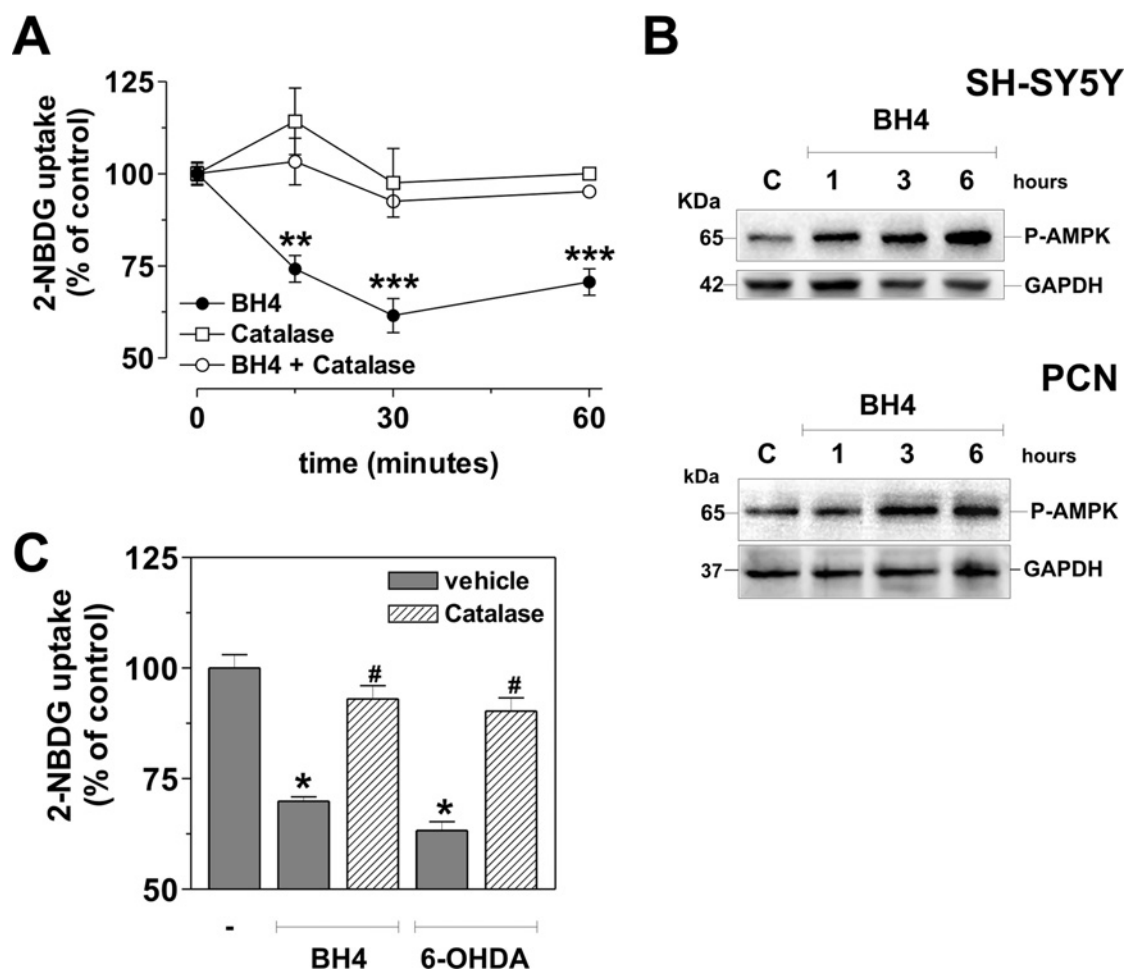 A
2-NBDG uptake
(% of control)
125
100
75
50
**
***
***
BH4
Catalase
BH4 + Catalase
0
30
60
time (minutes)
B
SH-SY5Y
BH4
C 1 3 6 hours
KDa
65 P-AMPK
42 GAPDH
PCN
BH4
C 1 3 6 hours
kDa
65 P-AMPK
37 GAPDH
C
2-NBDG uptake
(% of control)
125
100
75
50
vehicle
Catalase
*
#
*
#
-
BH4 6-OHDA